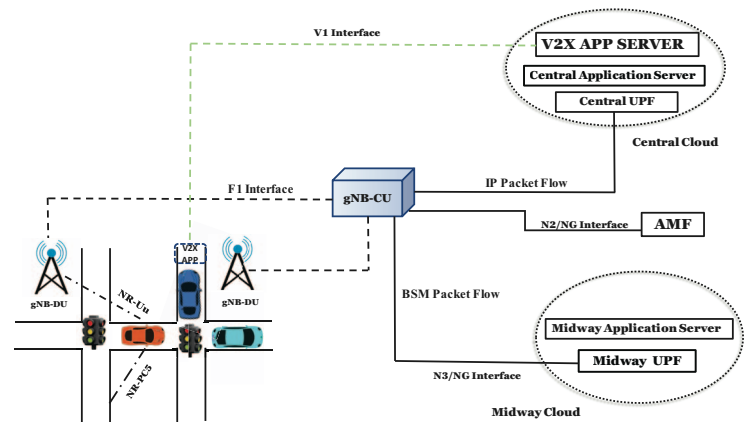 V1 Interface
V2X APP SERVER
Central Application Server
Central UPF
Central Cloud
F1 Interface
gNB-CU
IP Packet Flow
N2/NG Interface
AMF
V2X
APP
gNB-DU
gNB-DU
NR-Uu
NR-PC5
BSM Packet Flow
Midway Application Server
Midway UPF
N3/NG Interface
Midway Cloud